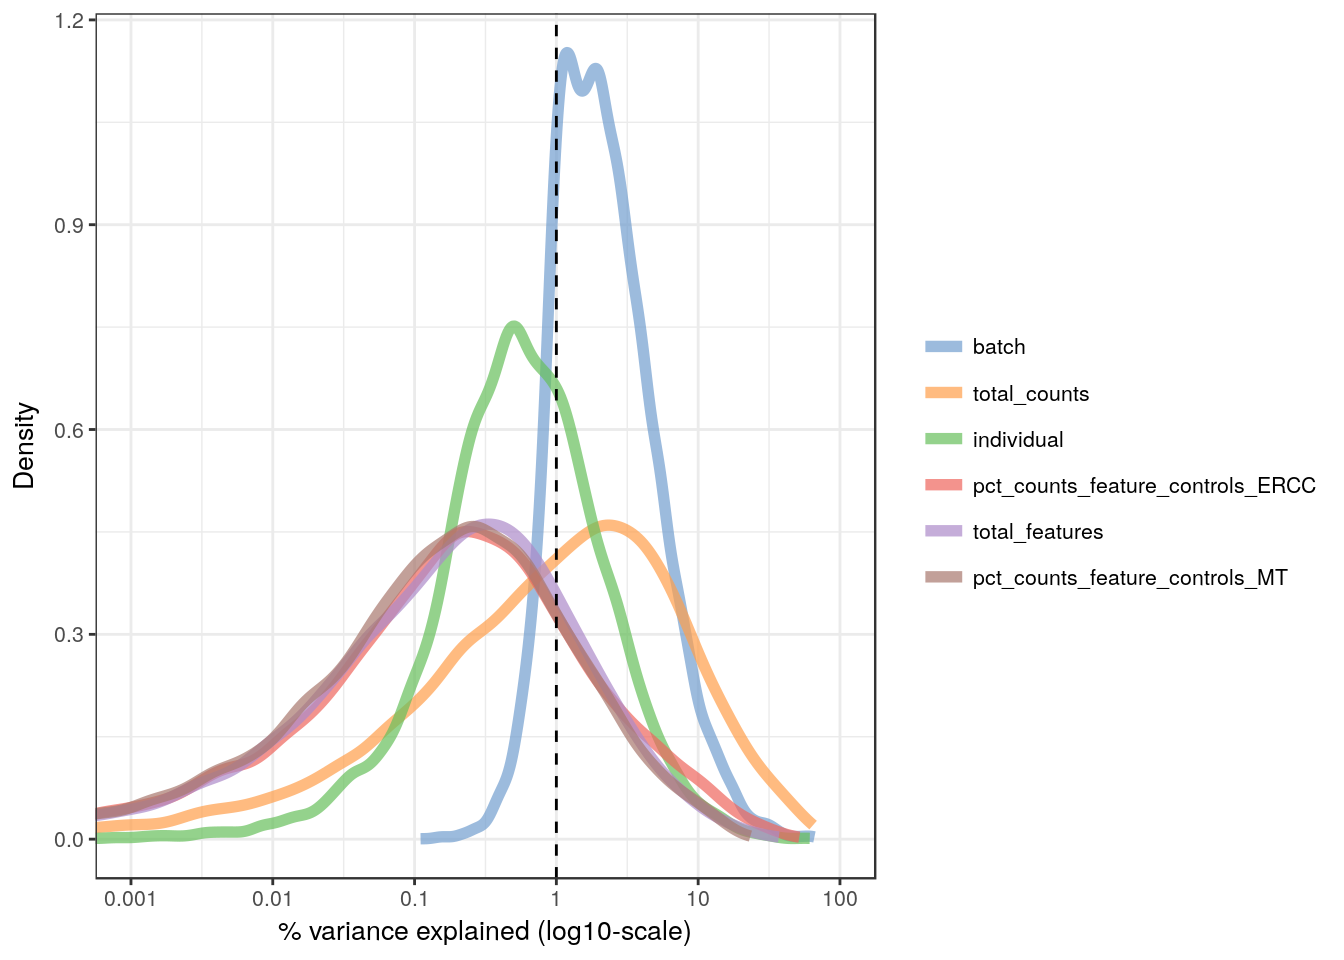 1.2
0.9
0.6
0.3
0.0
Density
0.001
0.01
0.1
1
10
100
% variance explained (log10-scale)
batch
total_counts
individual
pct_counts_feature_controls_ERCC
total_features
pct_counts_feature_controls_MT